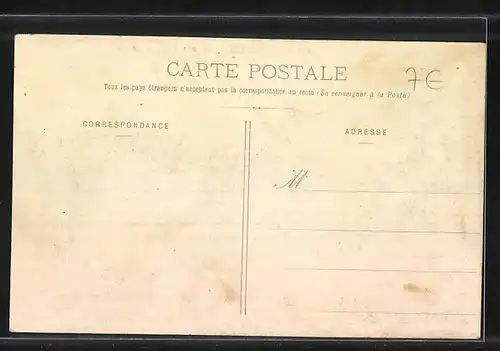 CARTE POSTALE
7€
Tous les pays étrangers n'acceptent pas la correspondance au recto (Se renseigner à la Poste)
CORRESPONDANCE
ADRESSE
M